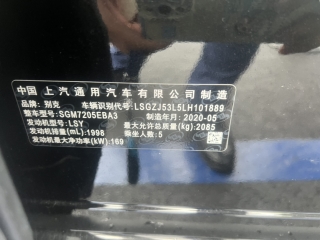 中国 上汽通用汽车有限公司制造
品牌：别克 车辆识别代号：LSGZJ53L5LH101889
整车型号：SGM7205EBA3 制造年月：2020-05
发动机型号：LSY 最大允许总质量(kg)：2085
发动机排量(mL)：1998 乘坐人数：5
发动机最大净功率(kW)：169